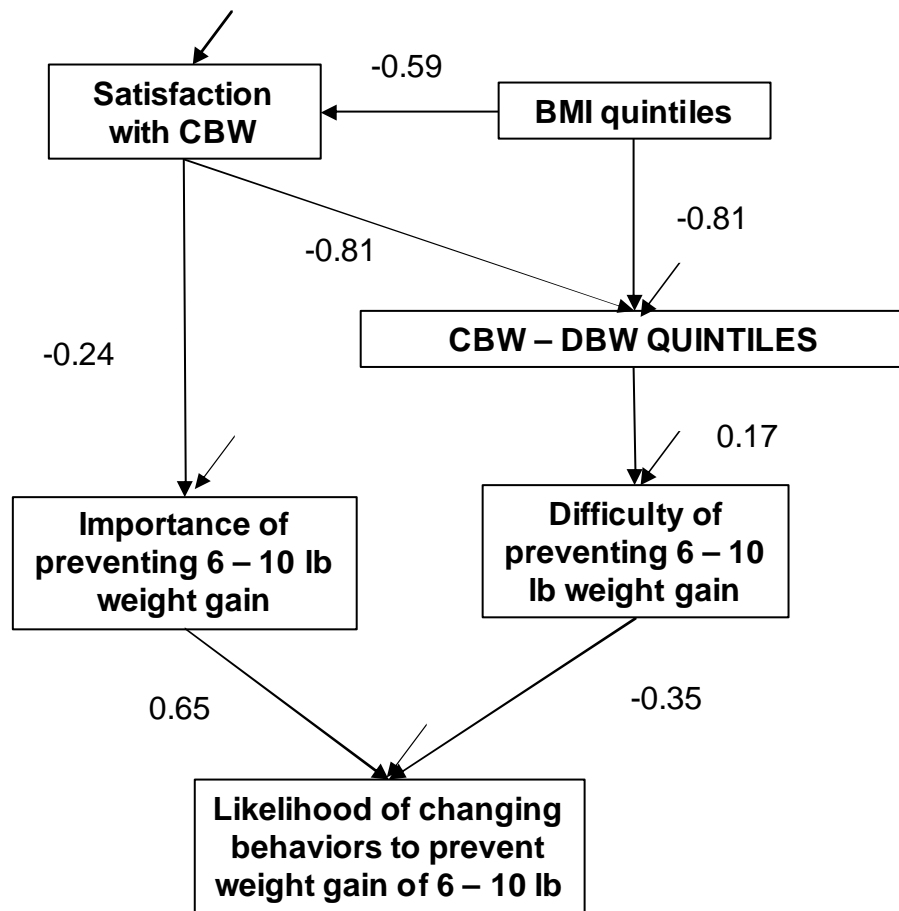 -0.59
Satisfaction
with CBW
BMI quintiles
-0.81
-0.81
CBW – DBW QUINTILES
-0.24
0.17
Importance of
preventing 6 – 10 lb
weight gain
Difficulty of
preventing 6 – 10
lb weight gain
0.65
-0.35
Likelihood of changing
behaviors to prevent
weight gain of 6 – 10 lb